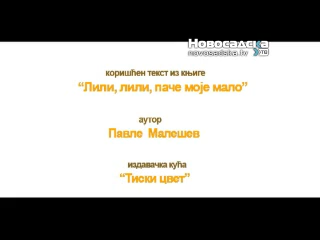 Новосадска
novosadska.tv
коришћен текст из књиге
“Лили, лили, паче моје мало”
аутор
Павле Малешев
издавачка кућа
“Тиски цвет”